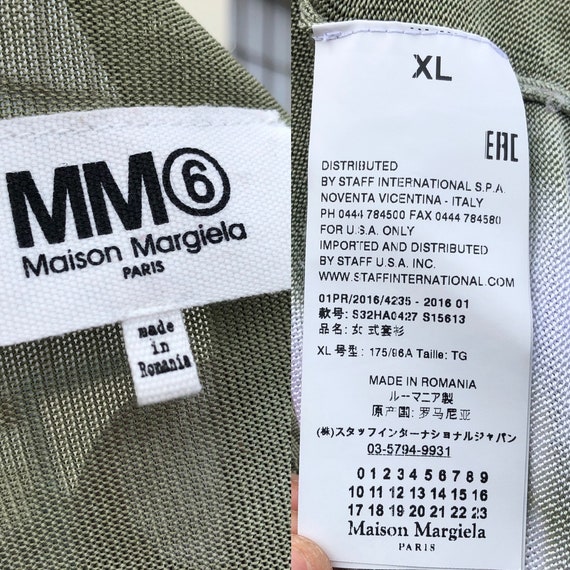 MM⑥
Maison Margiela
PARIS
made
in
Romania
XL
EAC
DISTRIBUTED
BY STAFF INTERNATIONAL S.P.A.
NOVENTA VICENTINA - ITALY
PH 0444 784500 FAX 0444 784580
FOR U.S.A. ONLY
IMPORTED AND DISTRIBUTED
BY STAFF U.S.A. INC.
WWW.STAFFINTERNATIONAL.COM
01PR/2016/4235 - 2016 01
款号: S32HA0427 S15613
品名: 女 式套衫
XL 号型: 175/96A Taille: TG
MADE IN ROMANIA
ルーマニア製
原产国: 罗马尼亚
(株)スタッフインターナショナルジャパン
03-5794-9931
0 1 2 3 4 5 6 7 8 9
10 11 12 13 14 15 16
17 18 19 20 21 22 23
Maison Margiela
PARIS